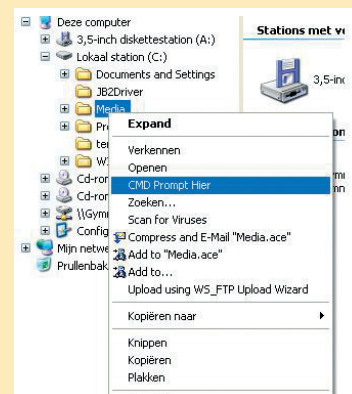 Deze computer
3,5-inch diskettestation (A:)
Lokaal station (C:)
Documents and Settings
JB2Driver
Media
Cd-ror
Cd-ror
\\Gymr
Config
Mijn netwe
Prullenbak
Stations met v
3,5-inc
Expand
Verkennen
Openen
CMD Prompt Hier
Zoeken...
Scan for Viruses
Compress and E-Mail "Media.ace"
Add to "Media.ace"
Add to...
Upload using WS_FTP Upload Wizard
Kopiëren naar
Knippen
Kopiëren
Plakken